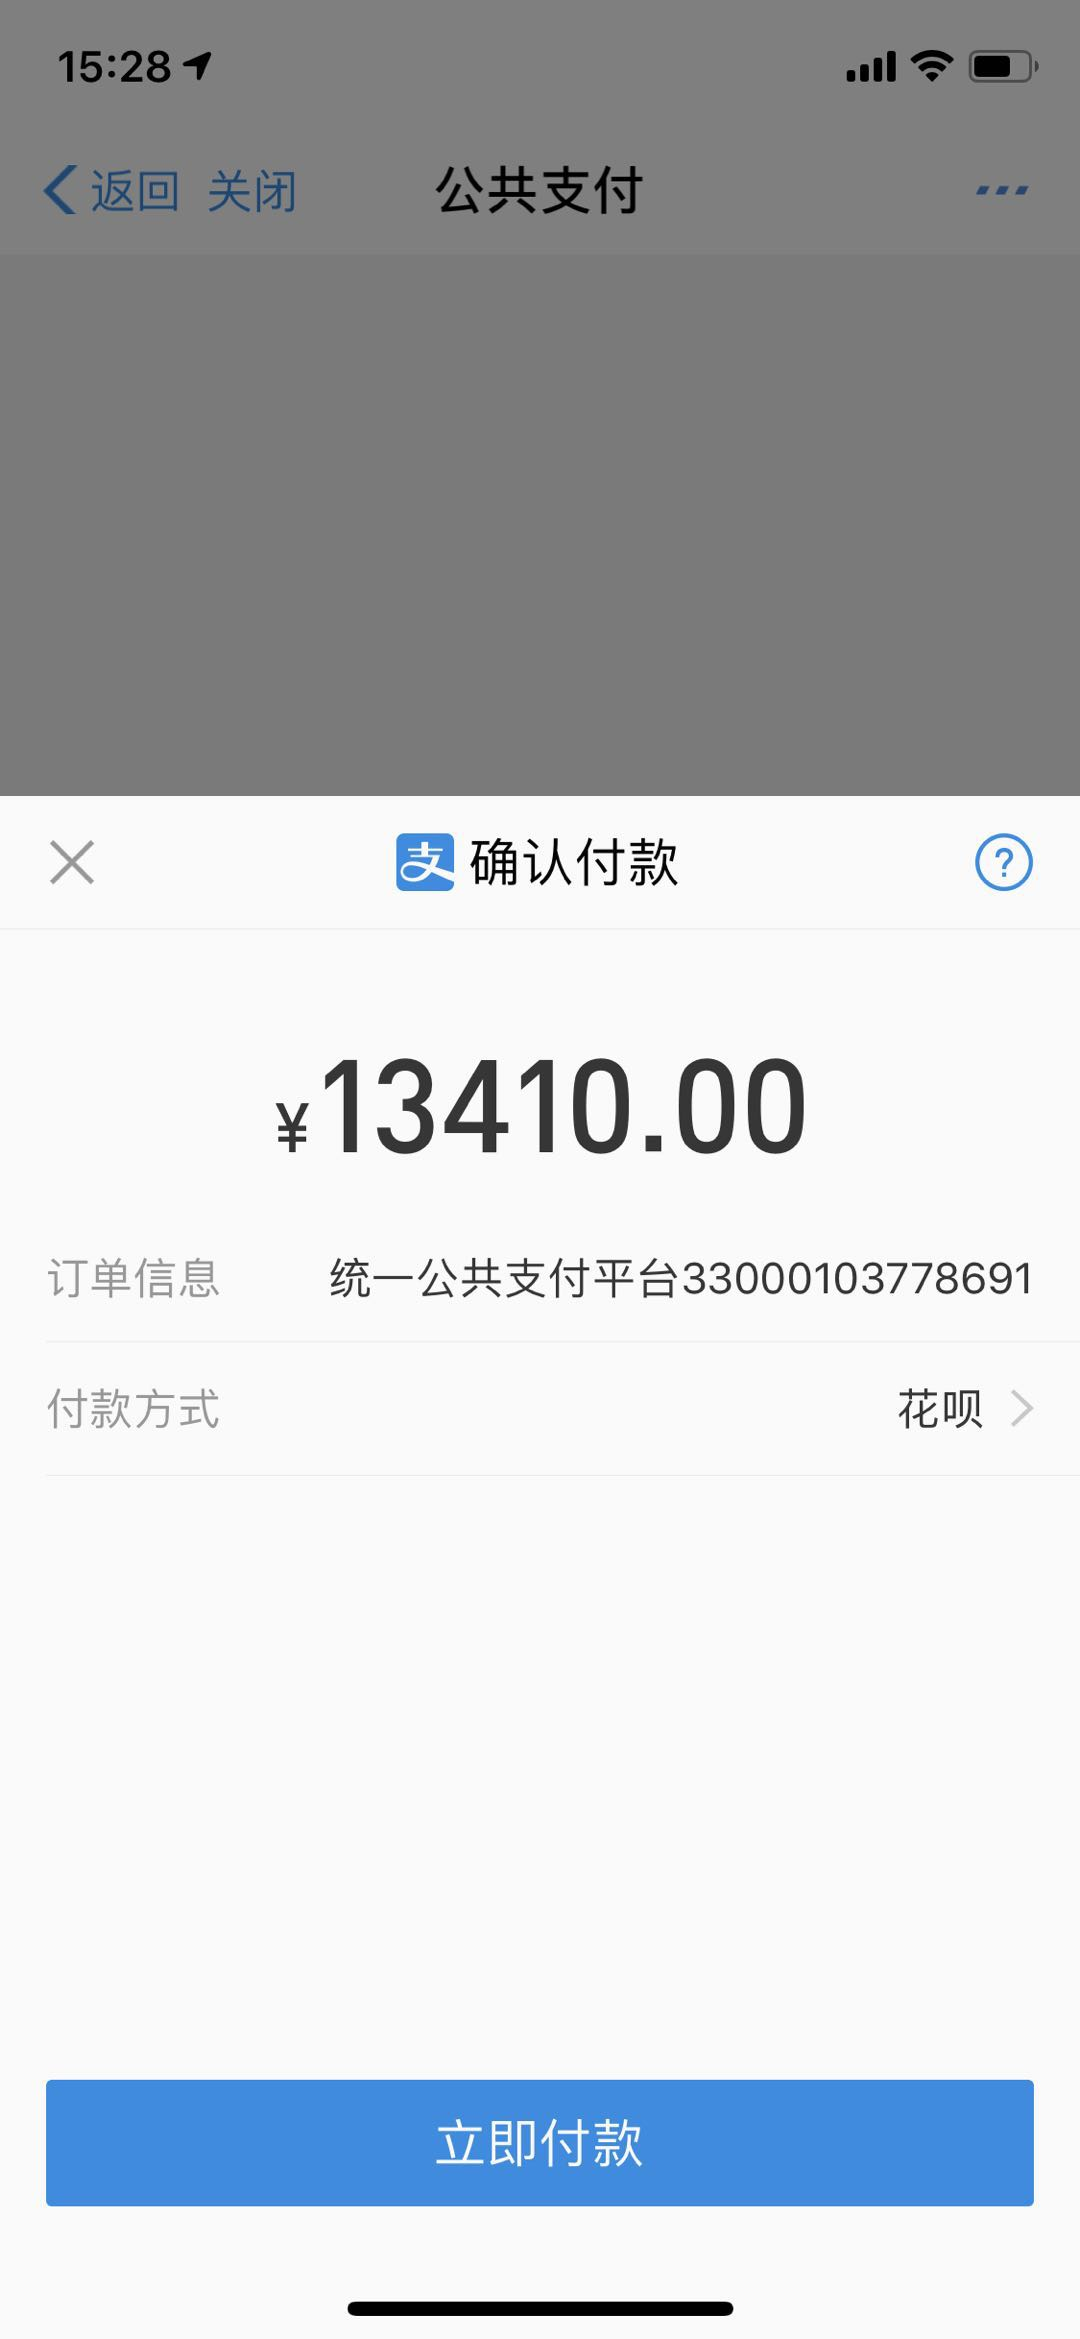 15:28
返回 关闭 公共支付
支 确认付款 ?
¥13410.00
订单信息 统一公共支付平台33000103778691
付款方式 花呗
立即付款